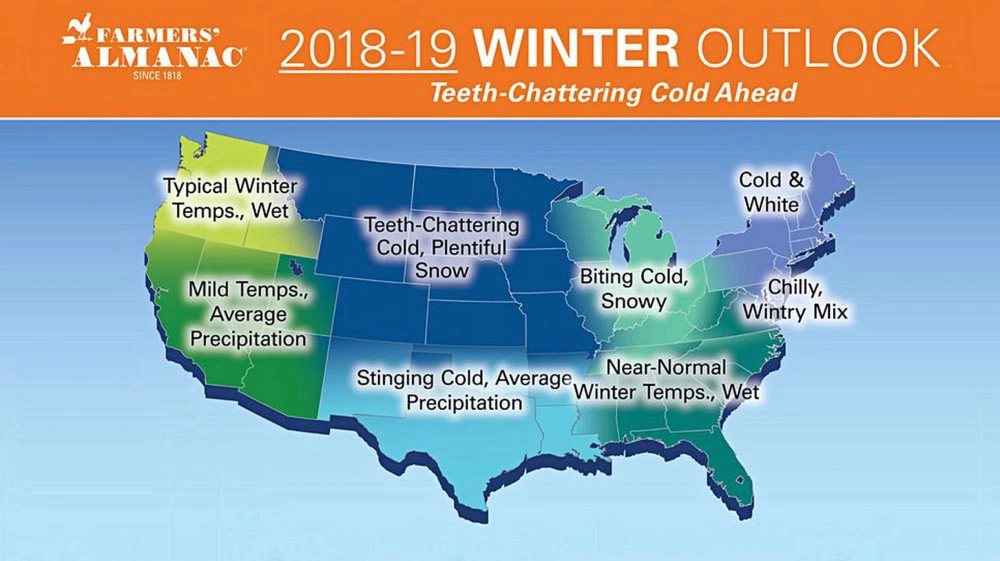 FARMERS'
ALMANAC
SINCE 1818
2018-19 WINTER OUTLOOK
Teeth-Chattering Cold Ahead
Typical Winter
Temps., Wet
Teeth-Chattering
Cold, Plentiful
Snow
Cold &
White
Mild Temps.,
Average
Precipitation
Biting Cold,
Snowy
Chilly,
Wintry Mix
Stinging Cold, Average
Precipitation
Near-Normal
Winter Temps., Wet